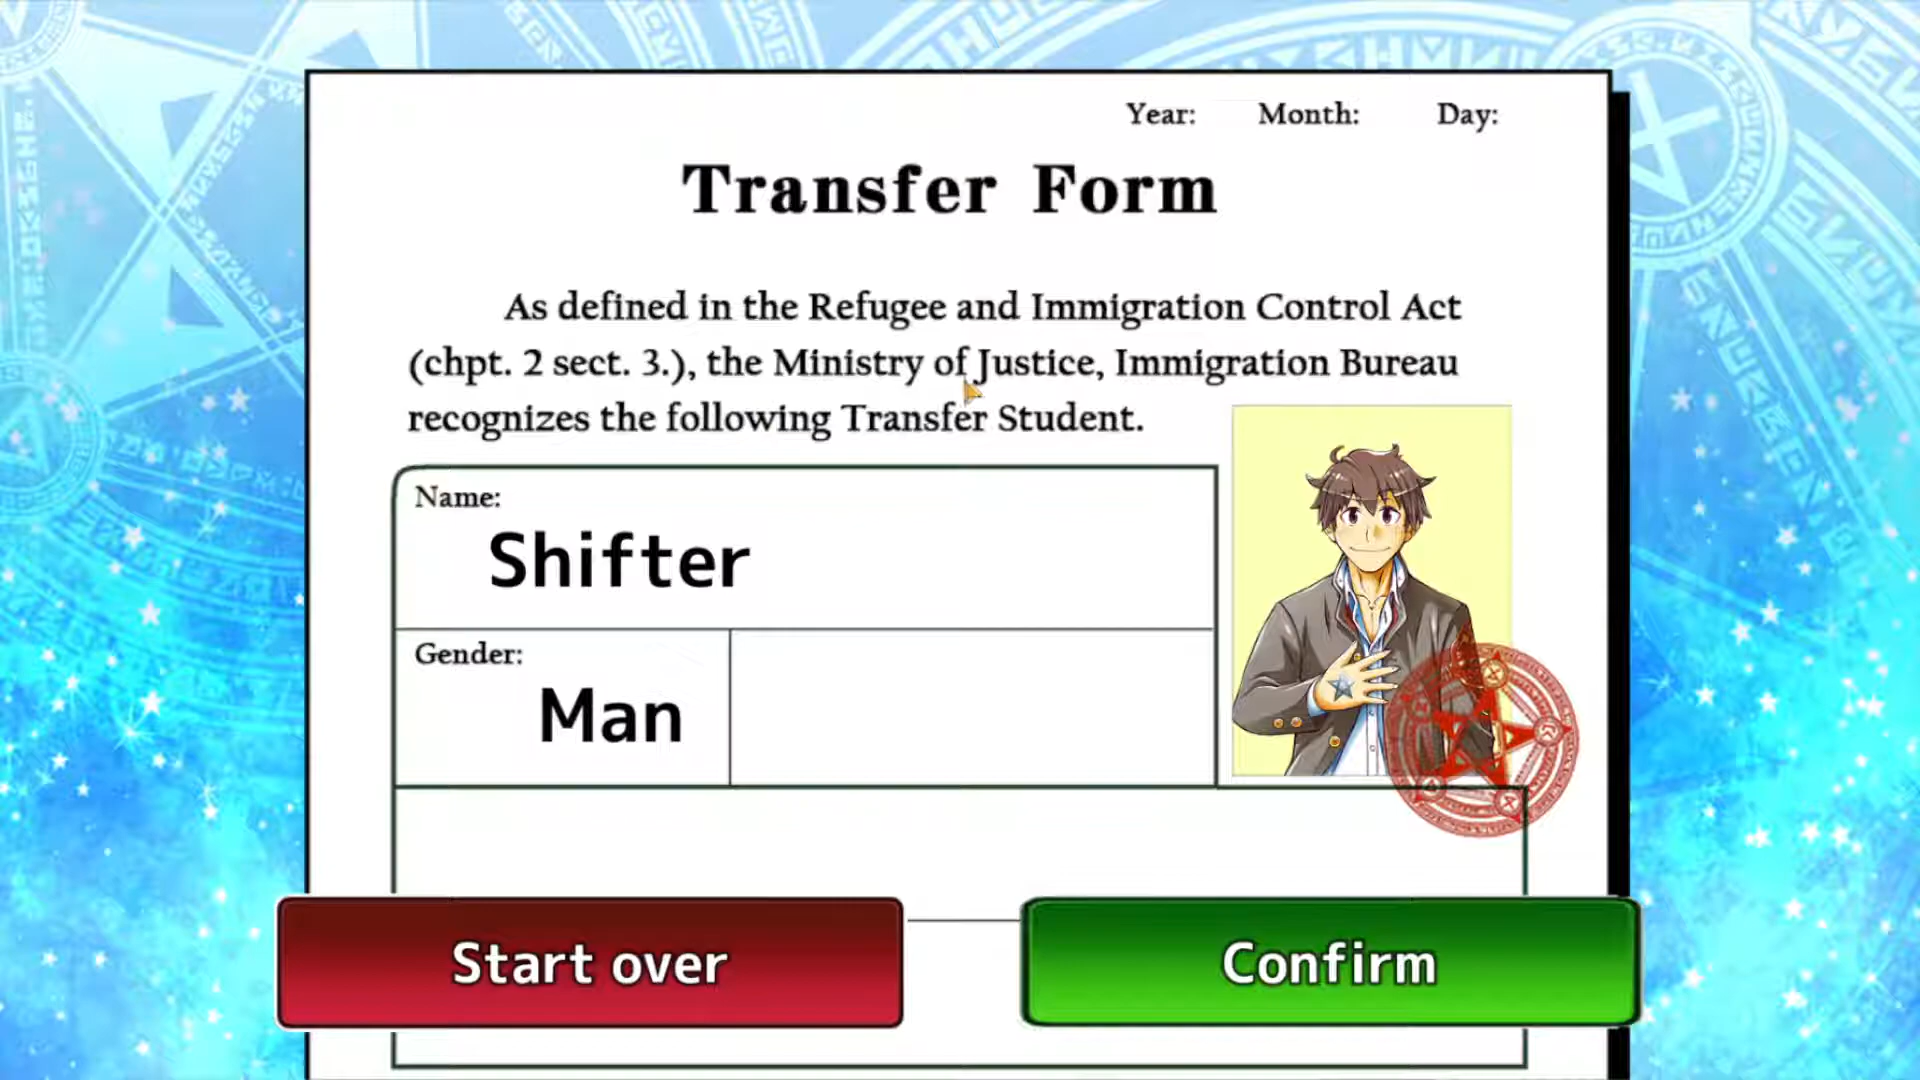 Year: Month: Day:
Transfer Form
As defined in the Refugee and Immigration Control Act
(chpt. 2 sect. 3.), the Ministry of Justice, Immigration Bureau
recognizes the following Transfer Student.
Name:
Shifter
Gender:
Man
Start over
Confirm